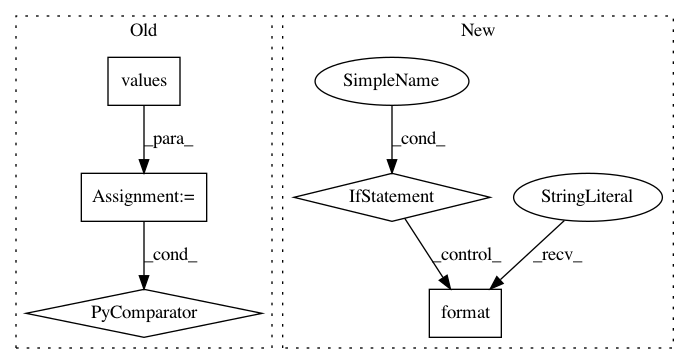 Old
New
values
SimpleName
_para_
_cond_
Assignment:=
IfStatement
StringLiteral
_cond_
_control_
_recv_
PyComparator
format